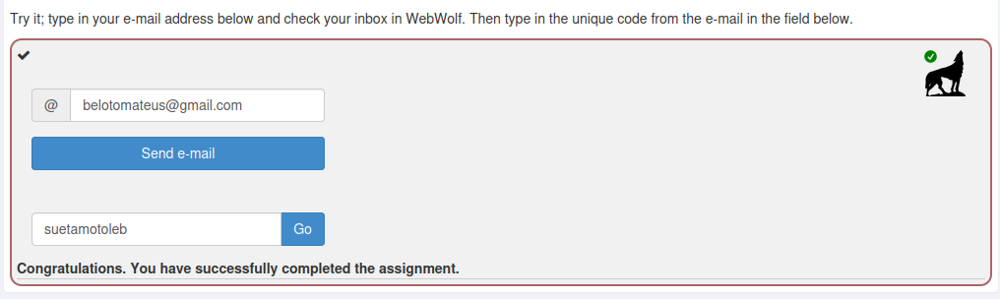 Try it; type in your e-mail address below and check your inbox in WebWolf. Then type in the unique code from the e-mail in the field below.
@ belotomateus@gmail.com
Send e-mail
suetamotoleb Go
Congratulations. You have successfully completed the assignment.